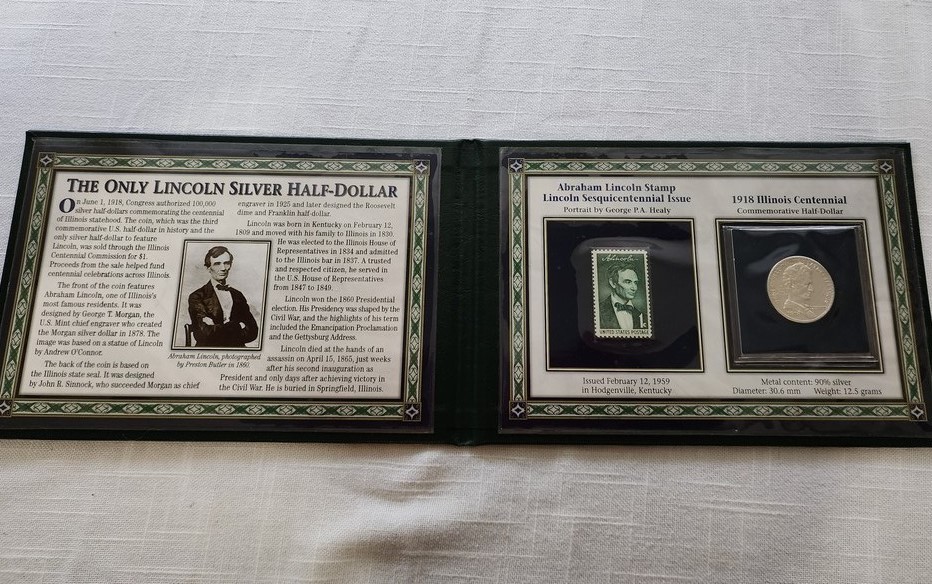 THE ONLY LINCOLN SILVER HALF-DOLLAR
On June 1, 1918, Congress authorized 100,000
silver half-dollars commemorating the centennial
of Illinois statehood. The coin, which was the third
commemorative U.S. half-dollar in history and the
only silver half-dollar to feature
Lincoln, was sold through the Illinois
Centennial Commission for $1.
Proceeds from the sale helped fund
centennial celebrations across Illinois.
The front of the coin features
Abraham Lincoln, one of Illinois's
most famous residents. It was
designed by George T. Morgan, the
U.S. Mint chief engraver who created
the Morgan silver dollar in 1878. The
image was based on a statue of Lincoln
by Andrew O'Connor.
The back of the coin is based on
the Illinois state seal. It was designed
by John R. Sinnock, who succeeded Morgan as chief
engraver in 1925 and later designed the Roosevelt
dime and Franklin half-dollar.
Lincoln was born in Kentucky on February 12,
1809 and moved with his family to Illinois in 1830.
He was elected to the Illinois House of
Representatives in 1834 and admitted
to the Illinois bar in 1837. A trusted
and respected citizen, he served in
the U.S. House of Representatives
from 1847 to 1849.
Lincoln won the 1860 Presidential
election. His Presidency was shaped by the
Civil War, and the highlights of his term
included the Emancipation Proclamation
and the Gettysburg Address.
Lincoln died at the hands of an
assassin on April 15, 1865, just weeks
after his second inauguration as
President and only days after achieving victory in
the Civil War. He is buried in Springfield, Illinois.
Abraham Lincoln, photographed
by Preston Butler in 1860.
Abraham Lincoln Stamp
Lincoln Sesquicentennial Issue
Portrait by George P.A. Healy
A. Lincoln
1¢
UNITED STATES POSTAGE
Issued February 12, 1959
in Hodgenville, Kentucky
1918 Illinois Centennial
Commemorative Half-Dollar
Metal content: 90% silver
Diameter: 30.6 mm Weight: 12.5 grams